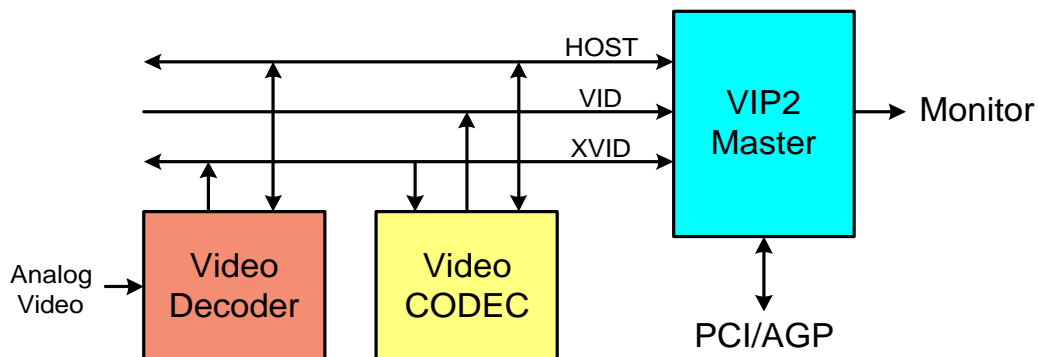 HOST
VID
XVID
VIP2
Master
Monitor
Analog
Video
Video
Decoder
Video
CODEC
PCI/AGP